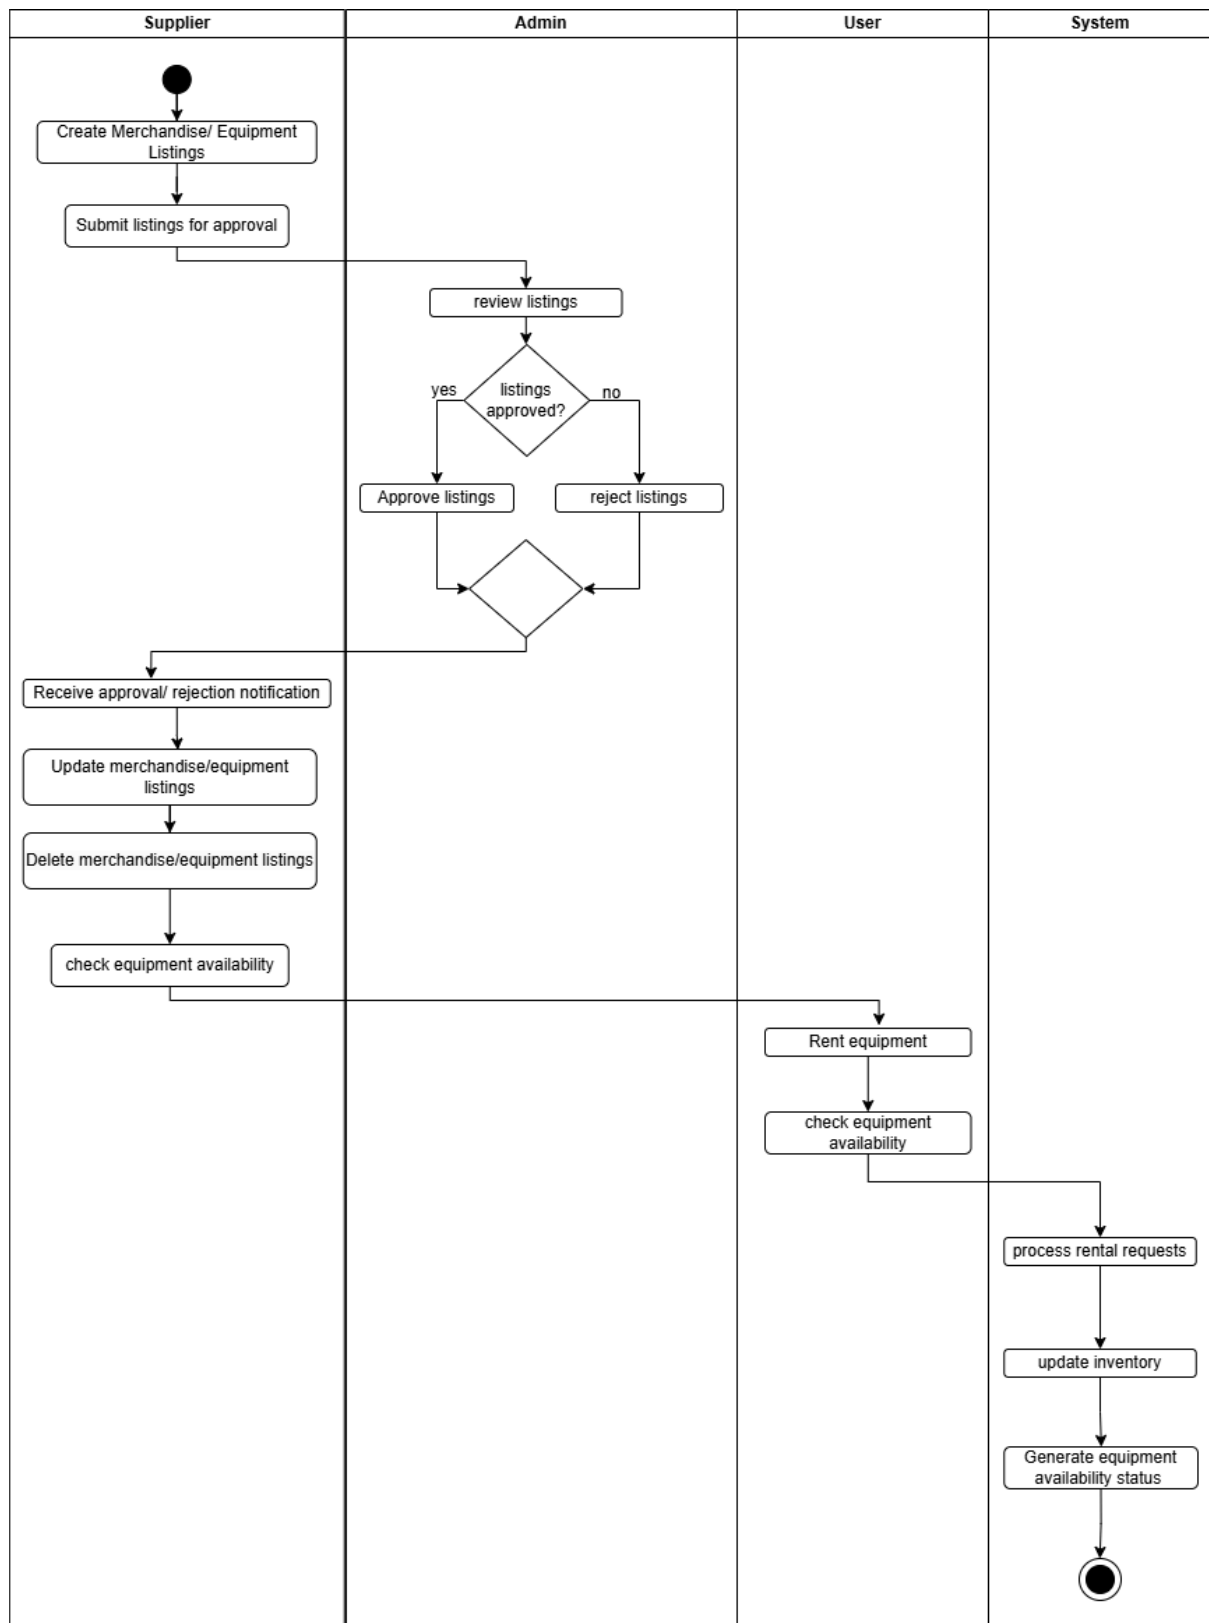 Supplier
Admin
User
System
Create Merchandise/ Equipment
Listings
Submit listings for approval
review listings
yes
listings
approved?
no
Approve listings
reject listings
Receive approval/ rejection notification
Update merchandise/equipment
listings
Delete merchandise/equipment listings
check equipment availability
Rent equipment
check equipment
availability
process rental requests
update inventory
Generate equipment
availability status